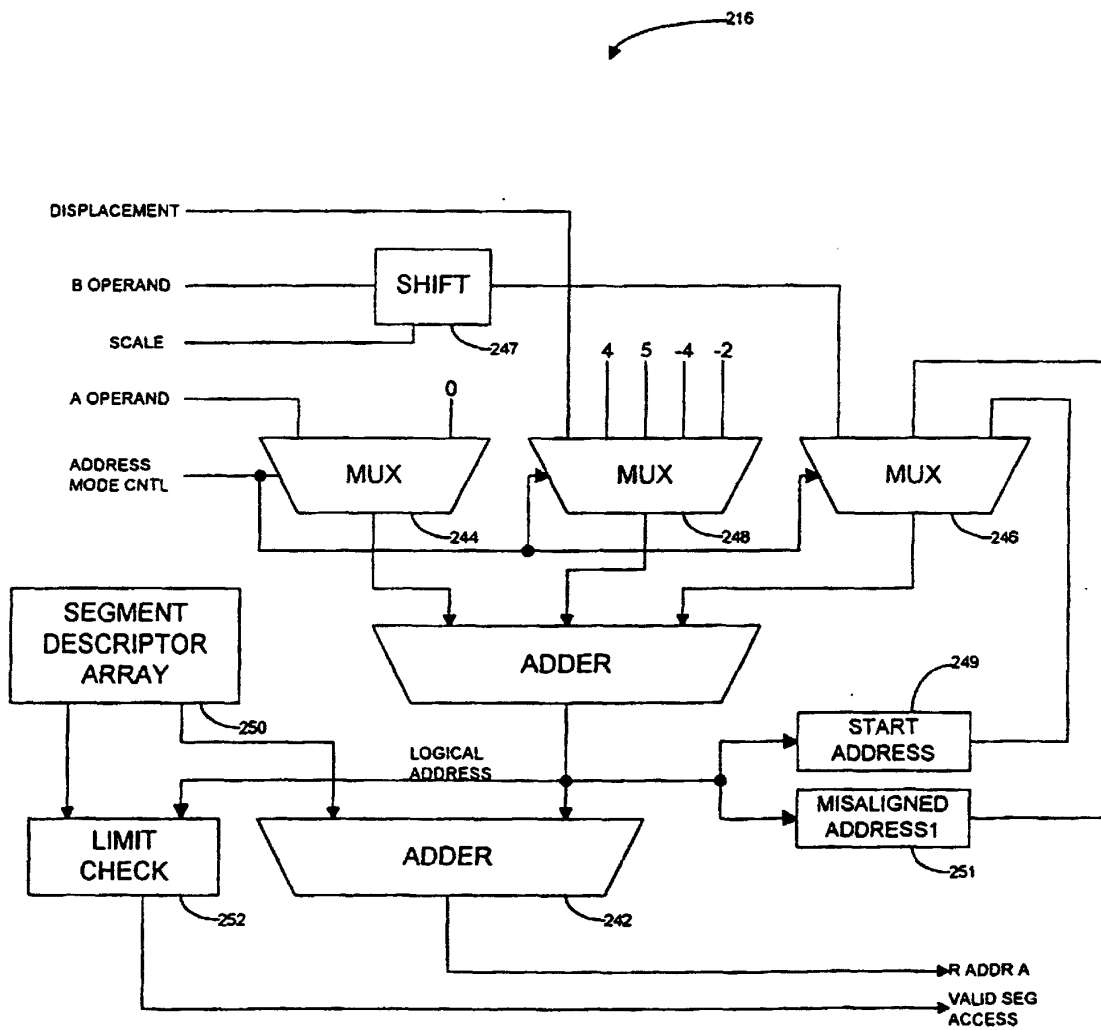 216
DISPLACEMENT
B OPERAND
SHIFT
SCALE
247
4 5 -4 -2
A OPERAND
0
ADDRESS
MODE CNTL
MUX
MUX
MUX
244
248
246
SEGMENT
DESCRIPTOR
ARRAY
ADDER
249
250
START
ADDRESS
LOGICAL
ADDRESS
MISALIGNED
ADDRESS1
LIMIT
CHECK
ADDER
251
252
242
R ADDR A
VALID SEG
ACCESS